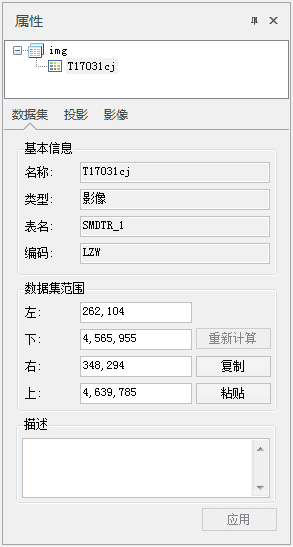 属性
img
T17031cj
数据集 投影 影像
基本信息
名称: T17031cj
类型: 影像
表名: SMDTR_1
编码: LZW
数据集范围
左: 262,104
下: 4,565,955 重新计算
右: 348,294 复制
上: 4,639,785 粘贴
描述
应用